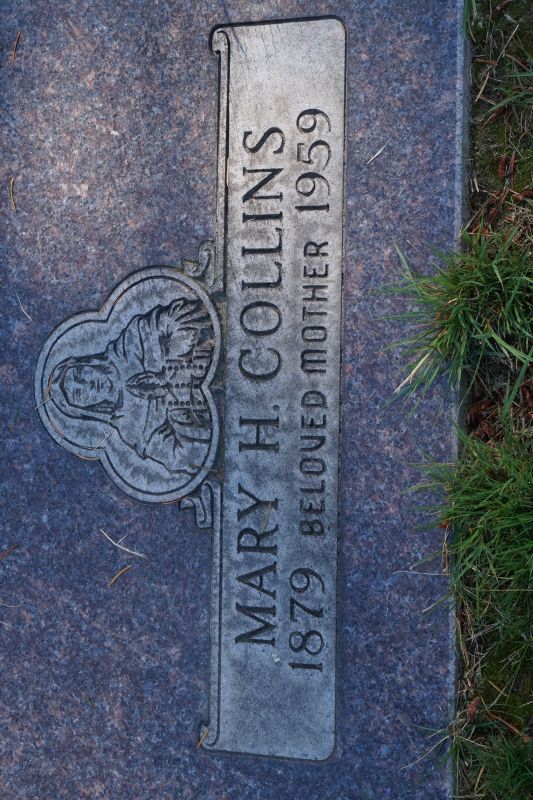 MARY H. COLLINS
1879 BELOVED MOTHER 1959